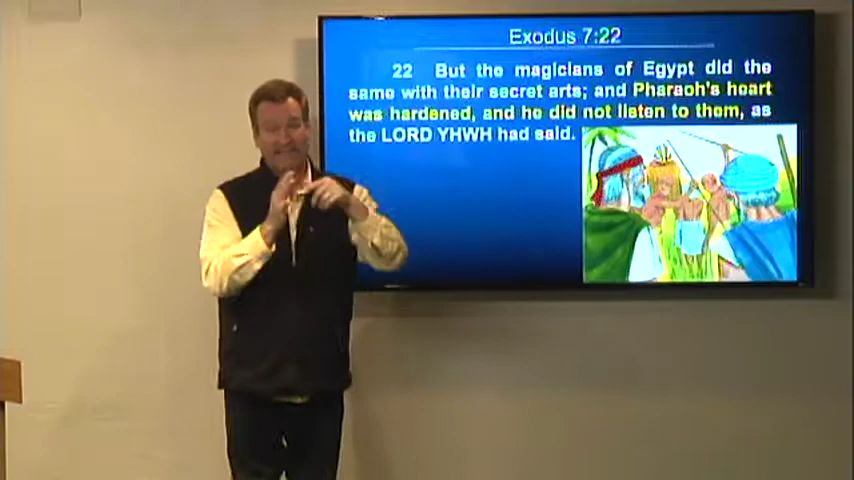 Exodus 7:22
22 But the magicians of Egypt did the
same with their secret arts; and Pharaoh's heart
was hardened, and he did not listen to them, as
the LORD YHWH had said.